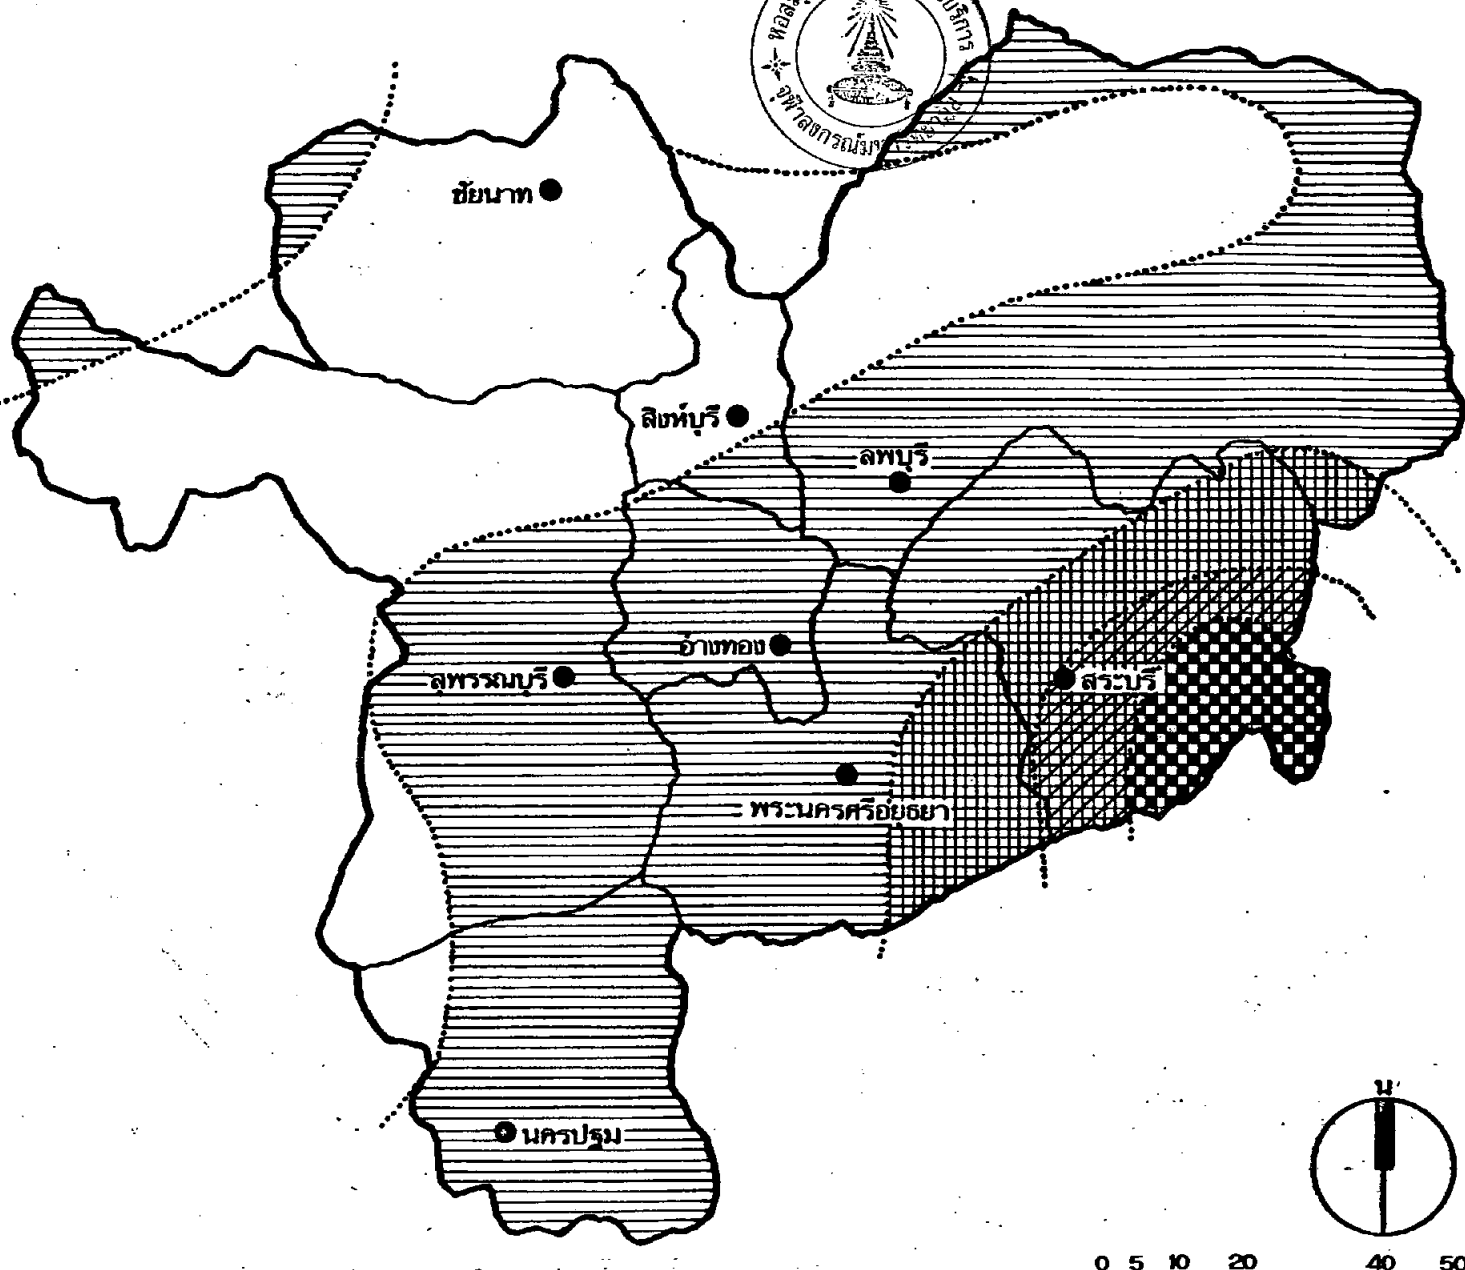 ชัยนาท
สิงห์บุรี
ลพบุรี
อ่างทอง
สุพรรณบุรี
สระบุรี
พระนครศรีอยุธยา
นครปฐม
น
0 5 10 20 40 50